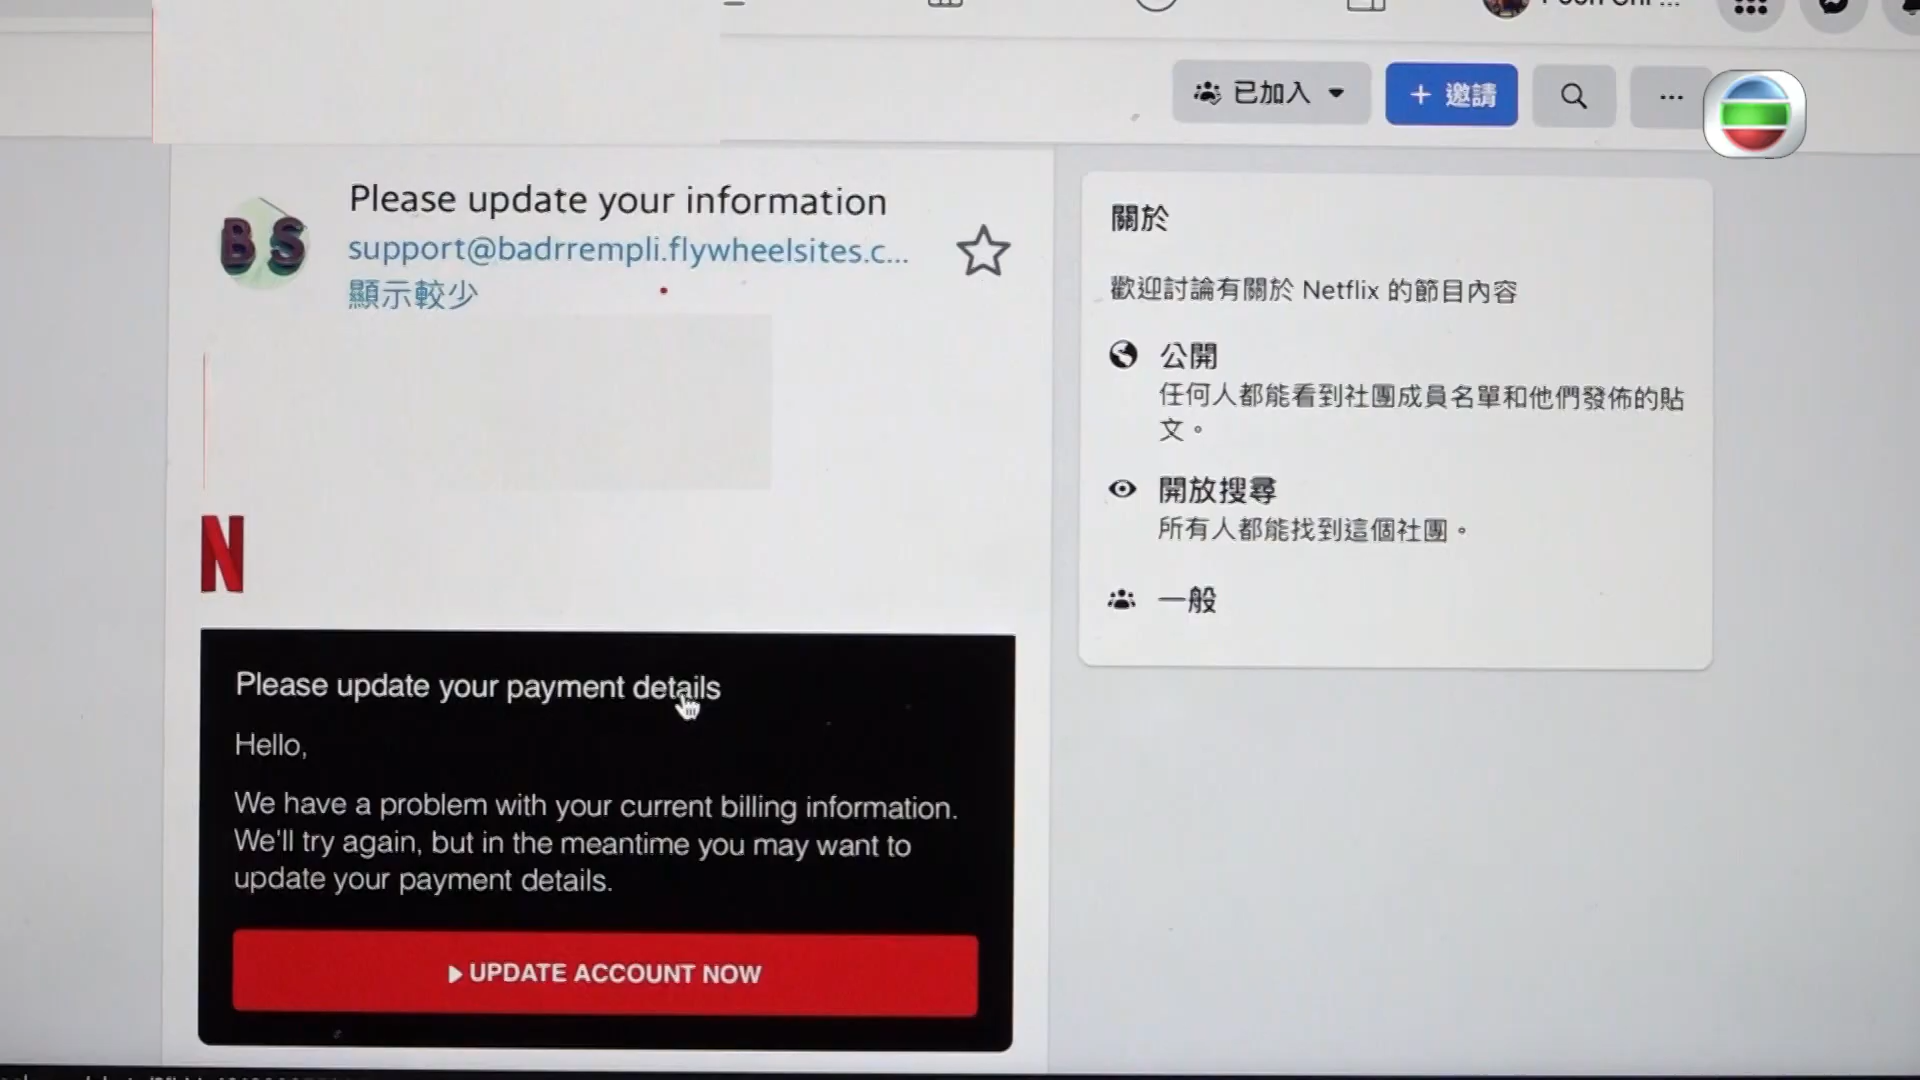 已加入
+ 邀請
...
BS
Please update your information
support@badrrempli.flywheelsites.c...
顯示較少
N
Please update your payment details
Hello,
We have a problem with your current billing information.
We'll try again, but in the meantime you may want to
update your payment details.
UPDATE ACCOUNT NOW
關於
歡迎討論有關於 Netflix 的節目內容
公開
任何人都能看到社團成員名單和他們發佈的貼
文。
開放搜尋
所有人都能找到這個社團。
一般